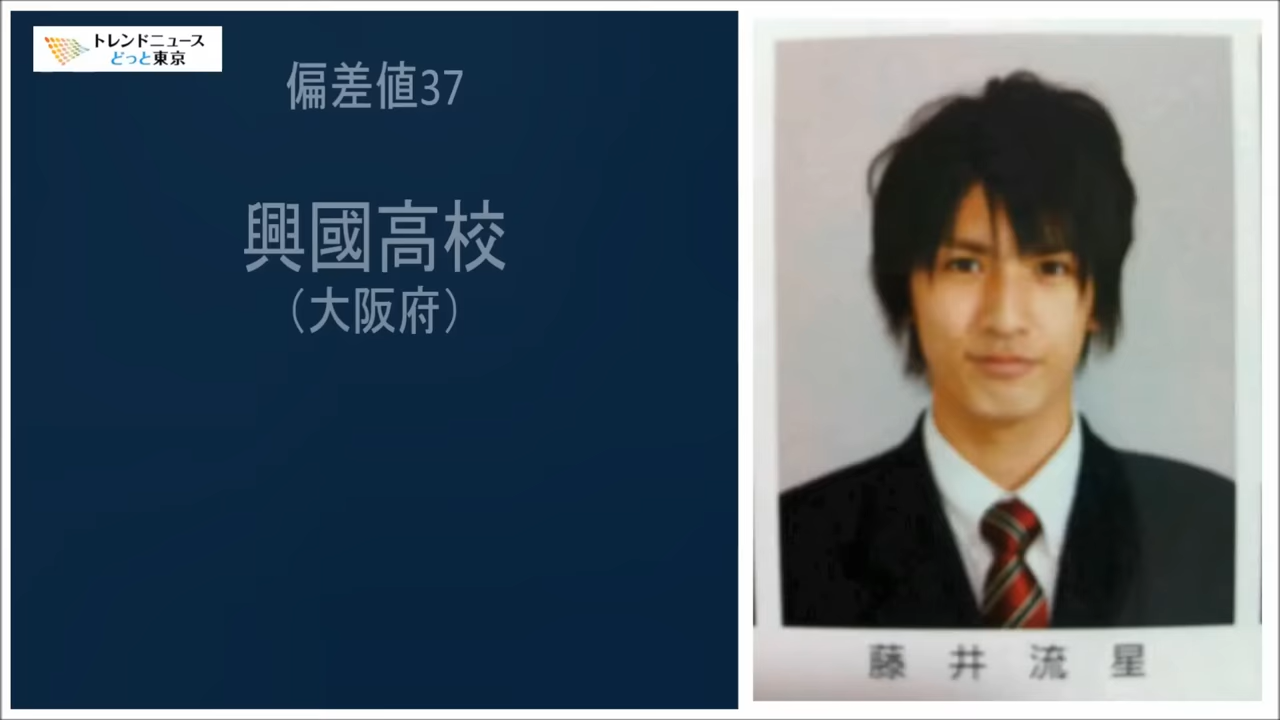 トレンドニュース
どっと東京
偏差値37
興國高校
（大阪府）
藤井流星